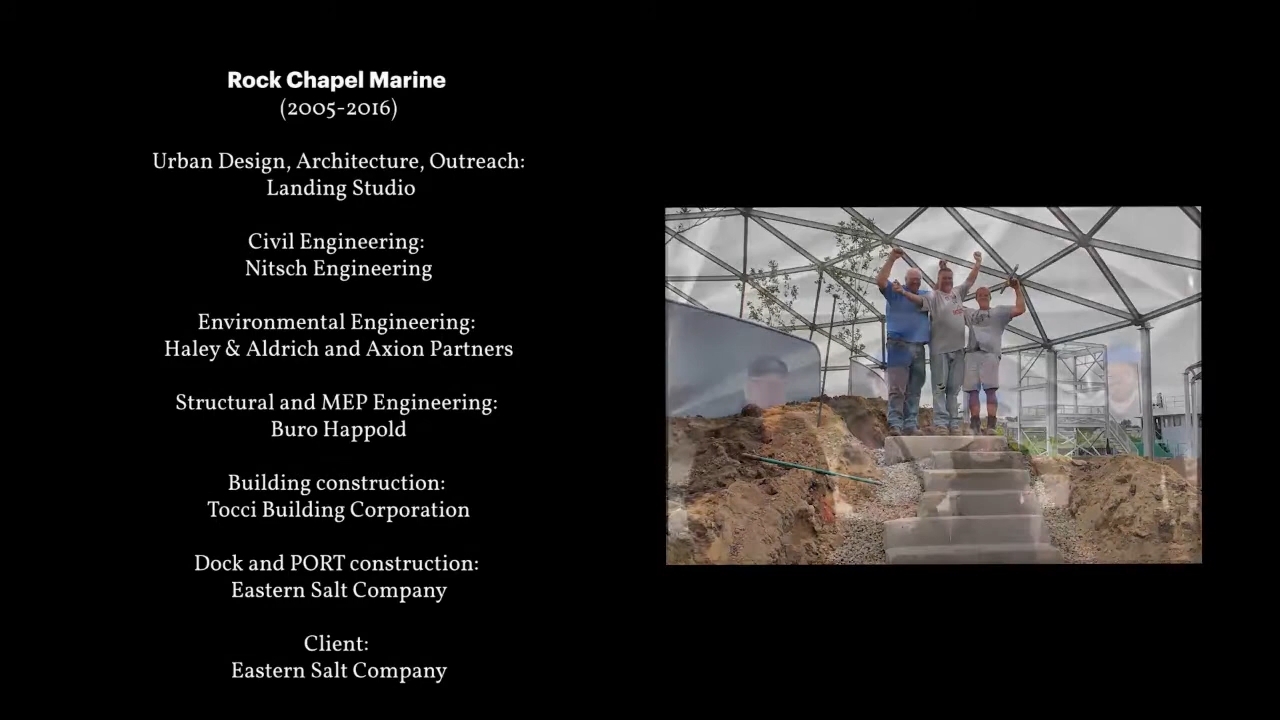 Rock Chapel Marine
(2005-2016)
Urban Design, Architecture, Outreach:
Landing Studio
Civil Engineering:
Nitsch Engineering
Environmental Engineering:
Haley & Aldrich and Axion Partners
Structural and MEP Engineering:
Buro Happold
Building construction:
Tocci Building Corporation
Dock and PORT construction:
Eastern Salt Company
Client:
Eastern Salt Company